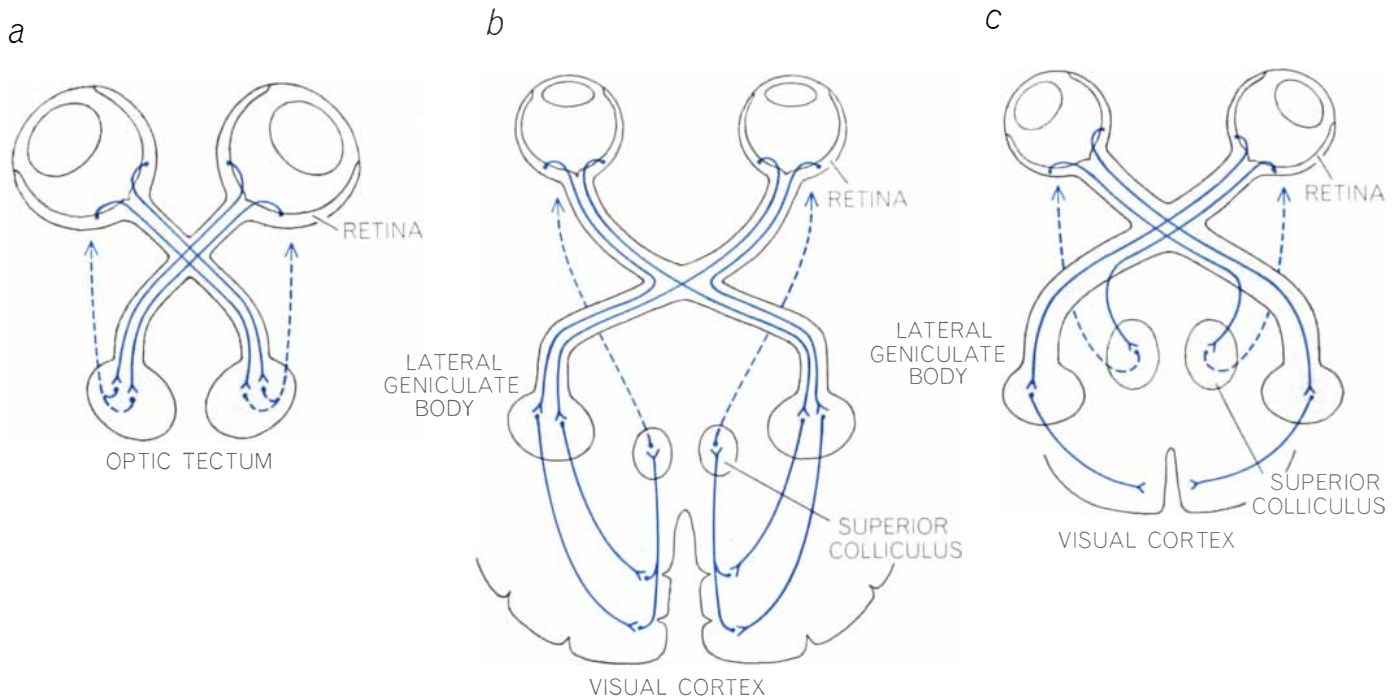 a
RETINA
OPTIC TECTUM
b
RETINA
LATERAL
GENICULATE
BODY
SUPERIOR
COLLICULUS
VISUAL CORTEX
c
RETINA
LATERAL
GENICULATE
BODY
SUPERIOR
COLLICULUS
VISUAL CORTEX